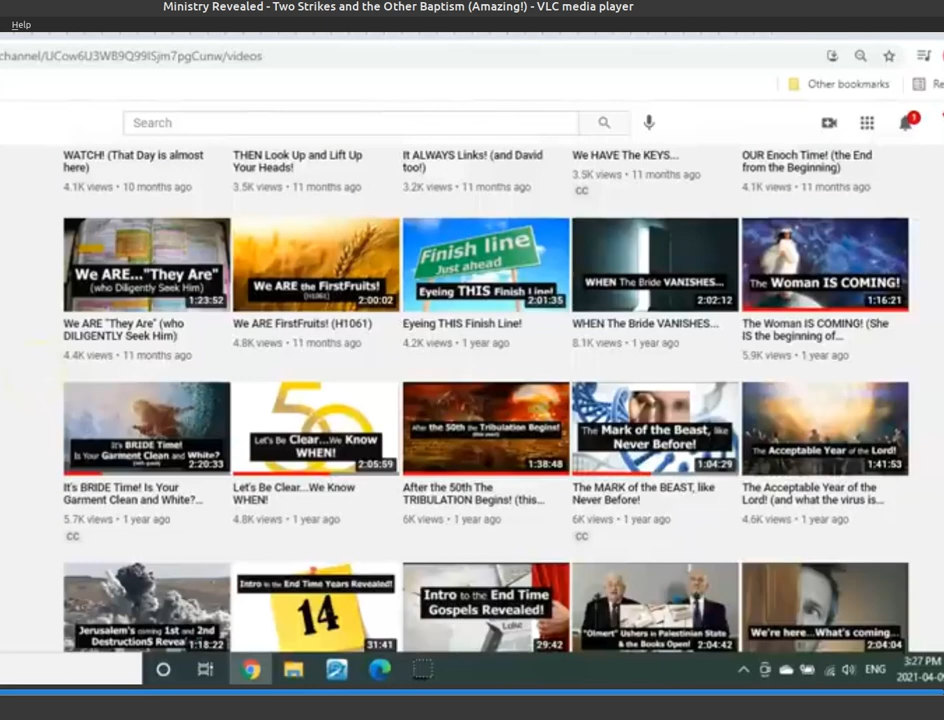 Ministry Revealed - Two Strikes and the Other Baptism (Amazing!) - VLC media player
Help
channel/UCow6U3WB9Q99ISjm7pgCunw/videos
Other bookmarks
Re
Search
1
WATCH! (That Day is almost
here)
4.1K views • 10 months ago
THEN Look Up and Lift Up
Your Heads!
3.5K views • 11 months ago
It ALWAYS Links! (and David
too!)
3.2K views • 11 months ago
We HAVE The KEYS...
3.5K views • 11 months ago
CC
OUR Enoch Time! (the End
from the Beginning)
4.1K views • 11 months ago
We ARE..."They Are"
(who Diligently Seek Him)
1:23:52
We ARE "They Are" (who
DILIGENTLY Seek Him)
4.4K views • 11 months ago
We ARE the FirstFruits!
(H1061)
2:00:02
We ARE FirstFruits! (H1061)
4.8K views • 11 months ago
Finish line
Just ahead
Eyeing THIS Finish Line!
2:01:35
Eyeing THIS Finish Line!
4.2K views • 1 year ago
WHEN The Bride VANISHES...
2:02:12
WHEN The Bride VANISHES...
8.1K views • 1 year ago
The Woman IS COMING!
1:16:21
The Woman IS COMING! (She
IS the beginning of...
5.9K views • 1 year ago
It's BRIDE Time!
Is Your Garment Clean and White?
2:20:33
It's BRIDE Time! Is Your
Garment Clean and White?...
5.7K views • 1 year ago
CC
50
Let's Be Clear...We Know
WHEN!
2:05:59
Let's Be Clear...We Know
WHEN!
4.8K views • 1 year ago
After the 50th the Tribulation Begins!
1:38:48
After the 50th The
TRIBULATION Begins! (this...
6K views • 1 year ago
The Mark of the Beast, like
Never Before!
1:04:29
The MARK of the BEAST, like
Never Before!
6K views • 1 year ago
CC
The Acceptable Year of the Lord!
1:41:53
The Acceptable Year of the
Lord! (and what the virus is...
4.6K views • 1 year ago
Jerusalem's coming 1st and 2nd
DestructionS Revea
1:18:22
Intro to the End Time Years Revealed!
14
31:41
Intro to the End Time
Gospels Revealed!
Luke
29:42
"Olmert" Ushers in Palestinian State
& the Books Open!
2:04:42
We're here...What's coming...
2:04:04
ENG
3:27 PM
2021-04-0